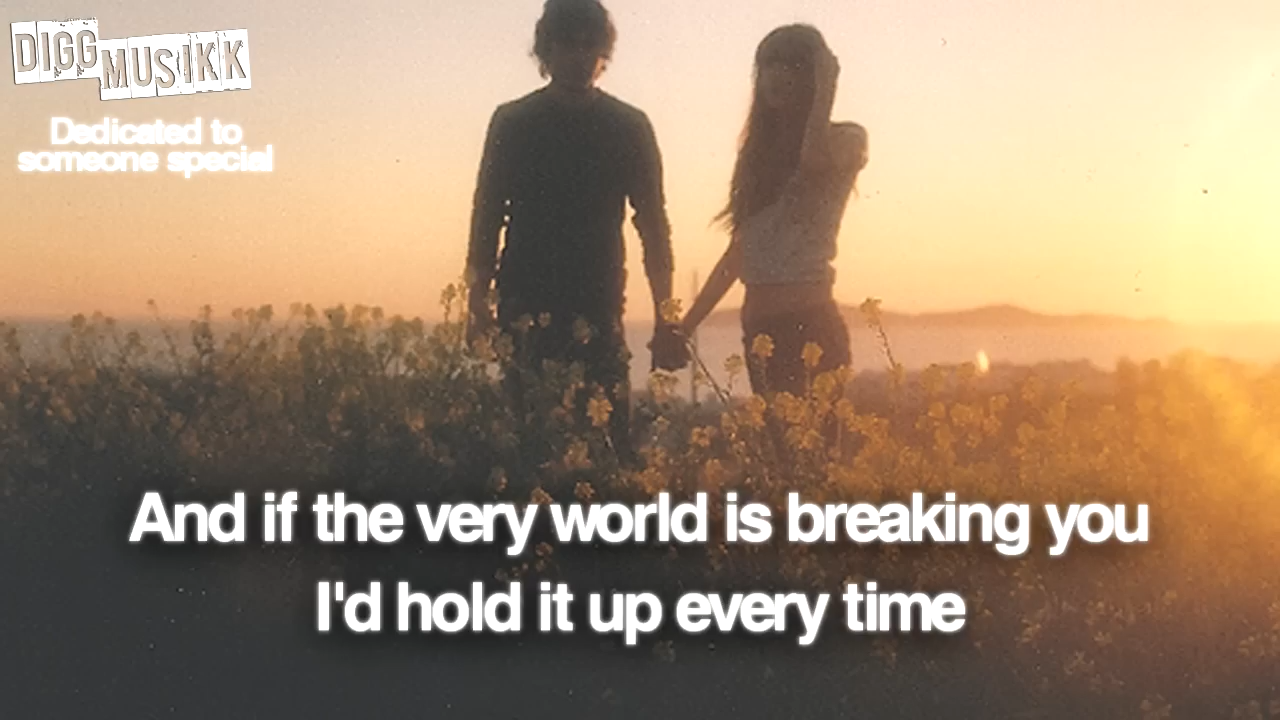 DIGG
MUSIKK
Dedicated to
someone special
And if the very world is breaking you
I'd hold it up every time